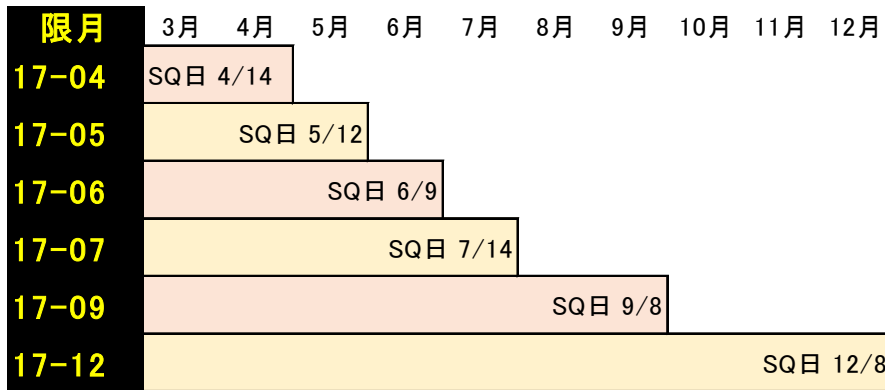 限月 3月 4月 5月 6月 7月 8月 9月 10月 11月 12月
17-04 SQ日 4/14
17-05 SQ日 5/12
17-06 SQ日 6/9
17-07 SQ日 7/14
17-09 SQ日 9/8
17-12 SQ日 12/8